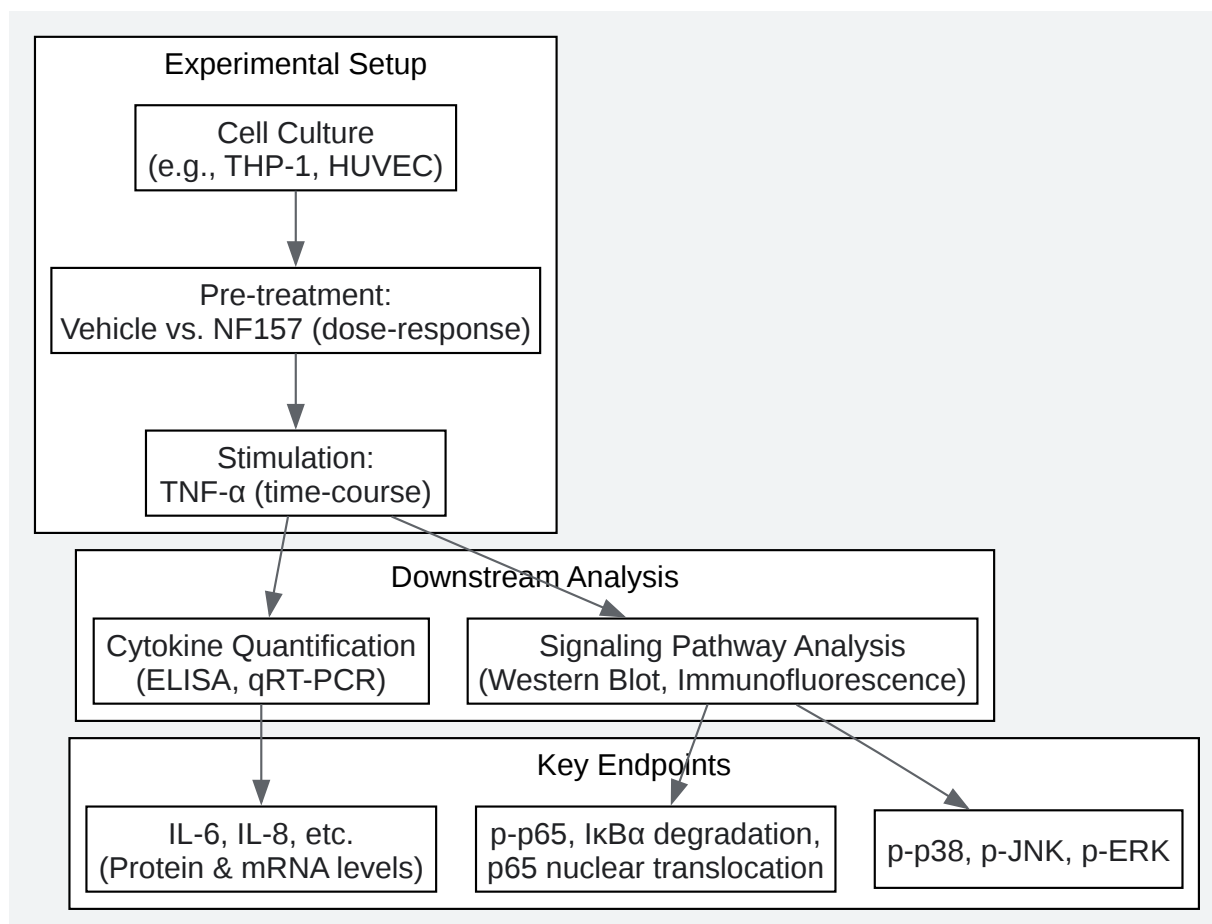 Experimental Setup
Cell Culture
(e.g., THP-1, HUVEC)
Pre-treatment:
Vehicle vs. NF157 (dose-response)
Stimulation:
TNF-α (time-course)
Downstream Analysis
Cytokine Quantification
(ELISA, qRT-PCR)
Signaling Pathway Analysis
(Western Blot, Immunofluorescence)
Key Endpoints
IL-6, IL-8, etc.
(Protein & mRNA levels)
p-p65, IκBα degradation,
p65 nuclear translocation
p-p38, p-JNK, p-ERK